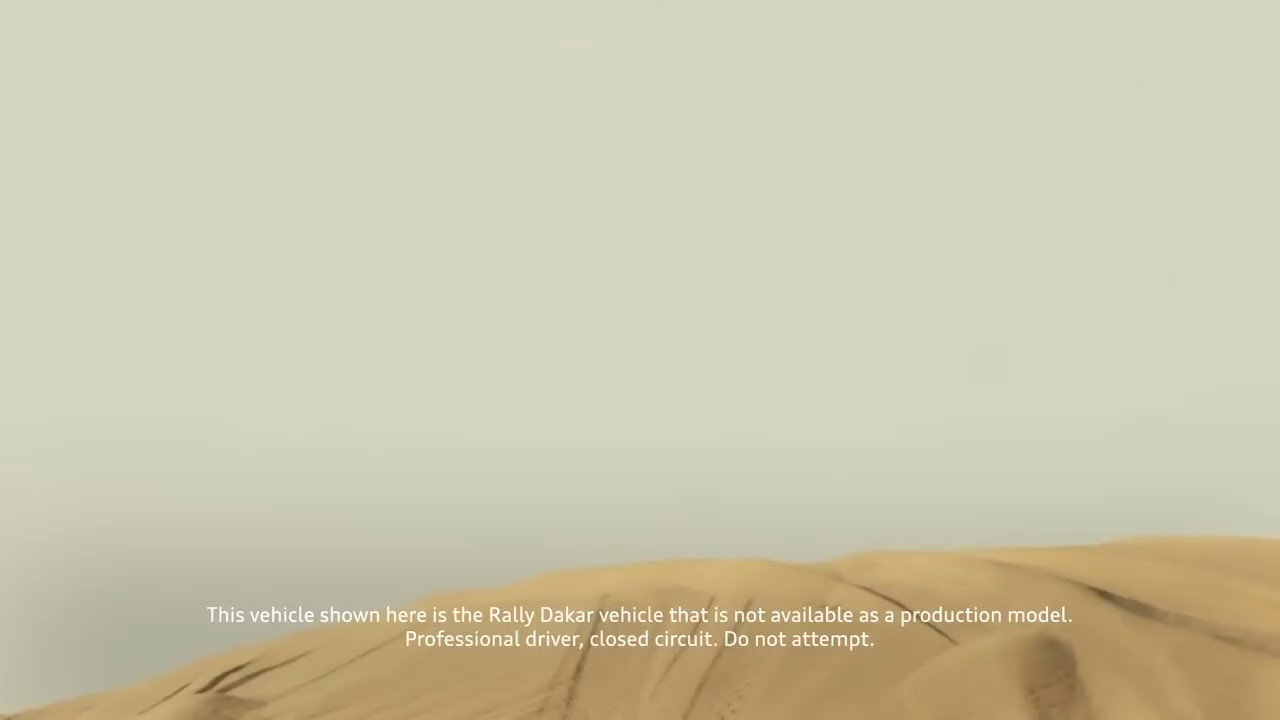 This vehicle shown here is the Rally Dakar vehicle that is not available as a production model.
Professional driver, closed circuit. Do not attempt.